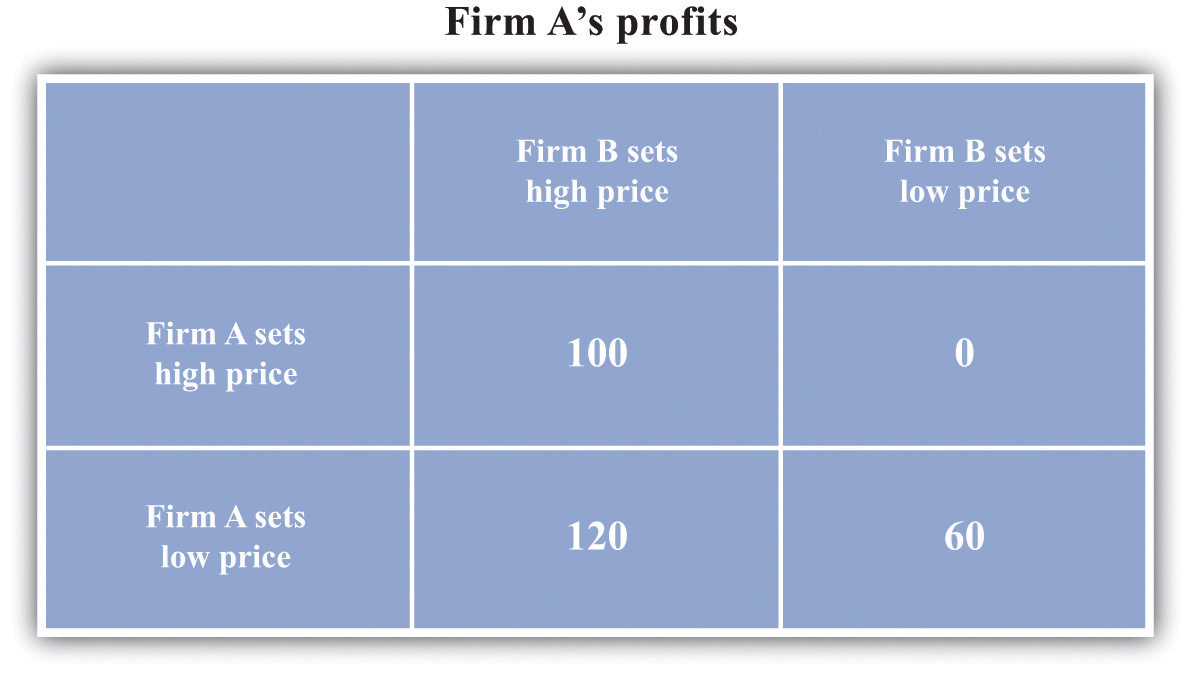 Firm A’s profits
Firm B sets
high price
Firm B sets
low price
Firm A sets
high price
100
0
Firm A sets
low price
120
60